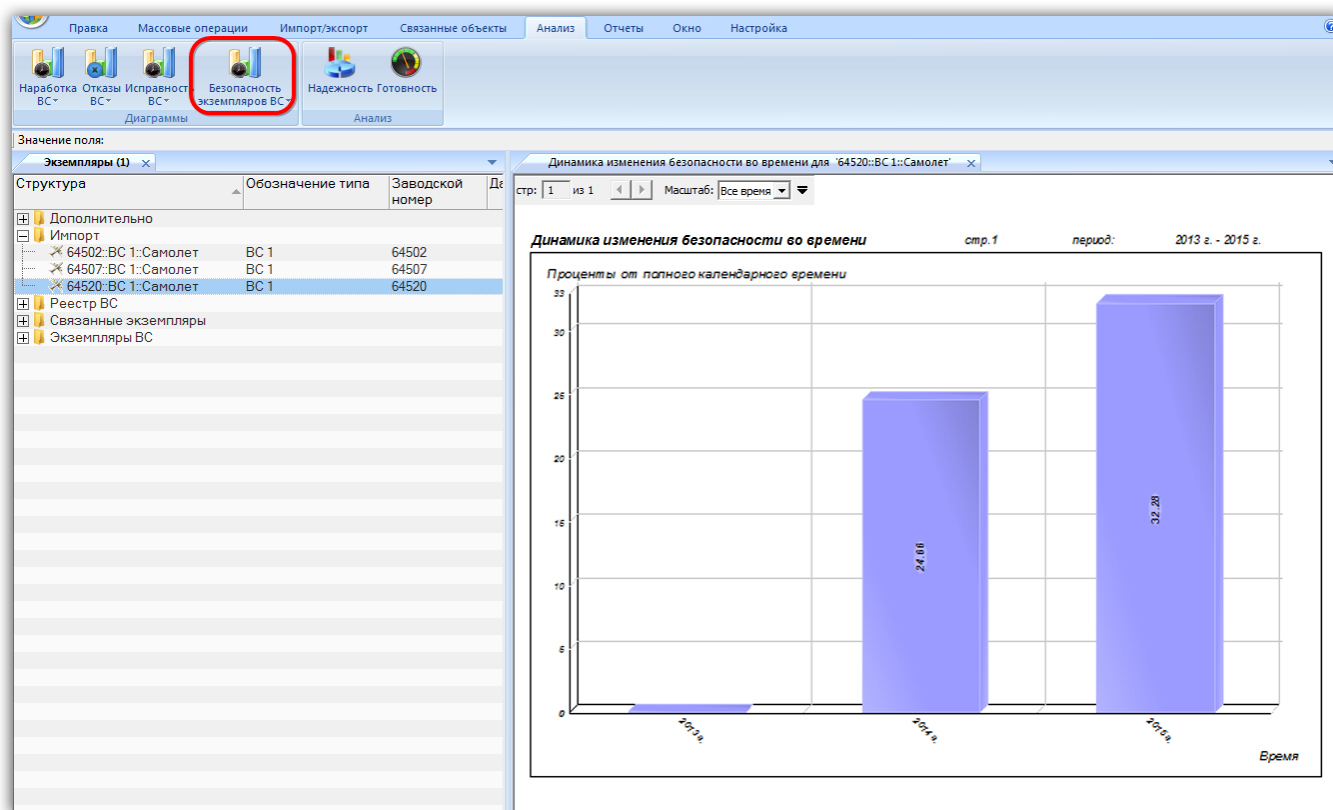 Правка Массовые операции Импорт/экспорт Связанные объекты Анализ Отчеты Окно Настройка
Наработка ВС Отказы ВС Исправность ВС Безопасность экземпляров ВС Надежность Готовность
Диаграммы Анализ
Значение поля:
Экземпляры (1) x
Динамика изменения безопасности во времени для '64520::ВС 1::Самолет' x
Структура Обозначение типа Заводской номер
стр: 1 из 1 Масштаб: Все время
Дополнительно
Импорт
64502::ВС 1::Самолет ВС 1 64502
64507::ВС 1::Самолет ВС 1 64507
64520::ВС 1::Самолет ВС 1 64520
Реестр ВС
Связанные экземпляры
Экземпляры ВС
Динамика изменения безопасности во времени стр.1 период: 2013 г. - 2015 г.
Проценты от полного календарного времени
33
30
25
20
15
10
5
0
24.66
32.28
2013г.
2014г.
2015г.
Время